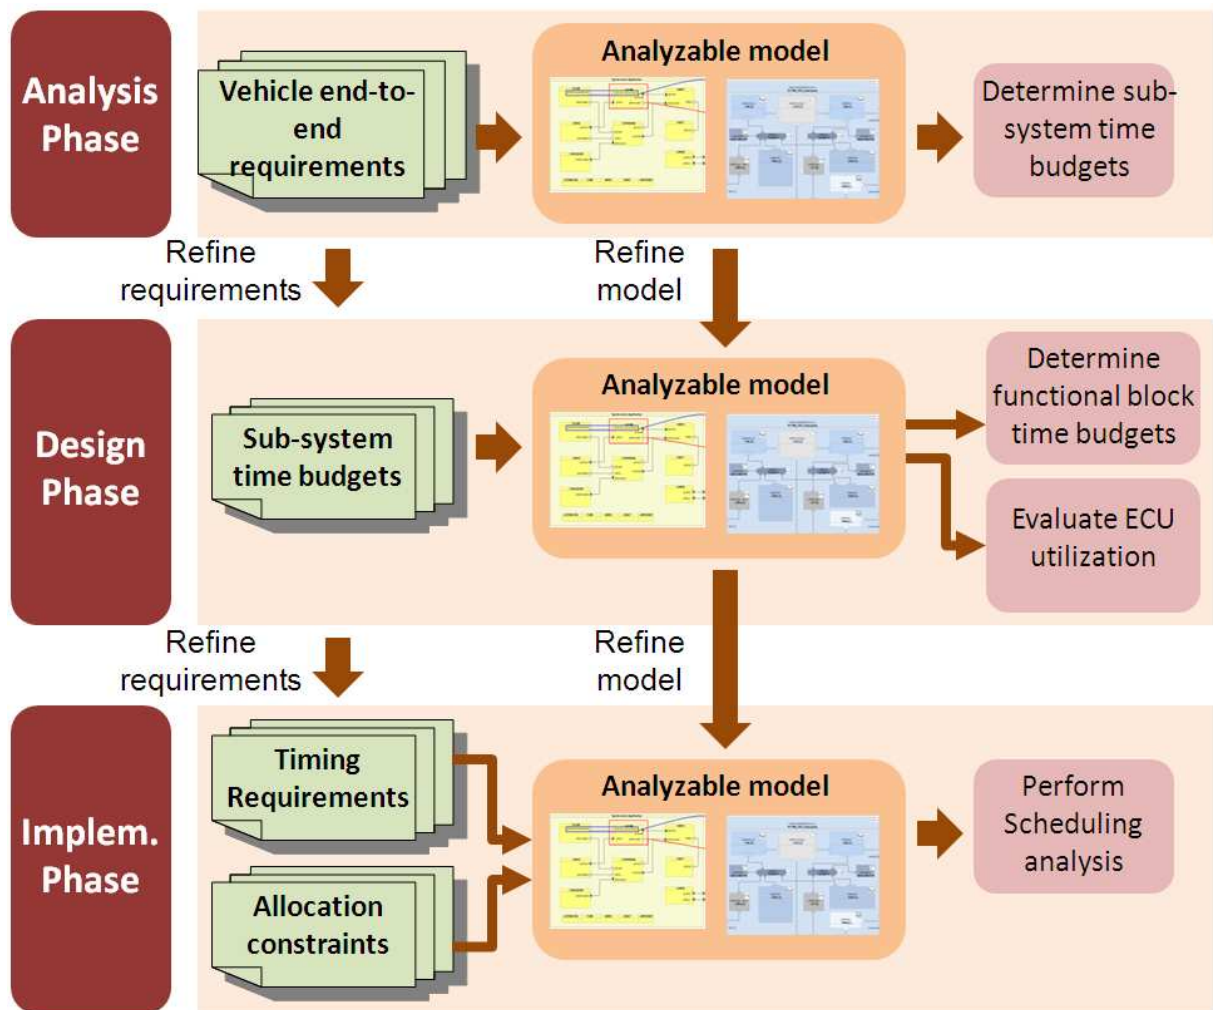 Analysis
Phase
Vehicle end-to-
end
requirements
Analyzable model
Determine sub-
system time
budgets
Refine
requirements
Refine
model
Design
Phase
Sub-system
time budgets
Analyzable model
Determine
functional block
time budgets
Evaluate ECU
utilization
Refine
requirements
Refine
model
Implem.
Phase
Timing
Requirements
Allocation
constraints
Analyzable model
Perform
Scheduling
analysis